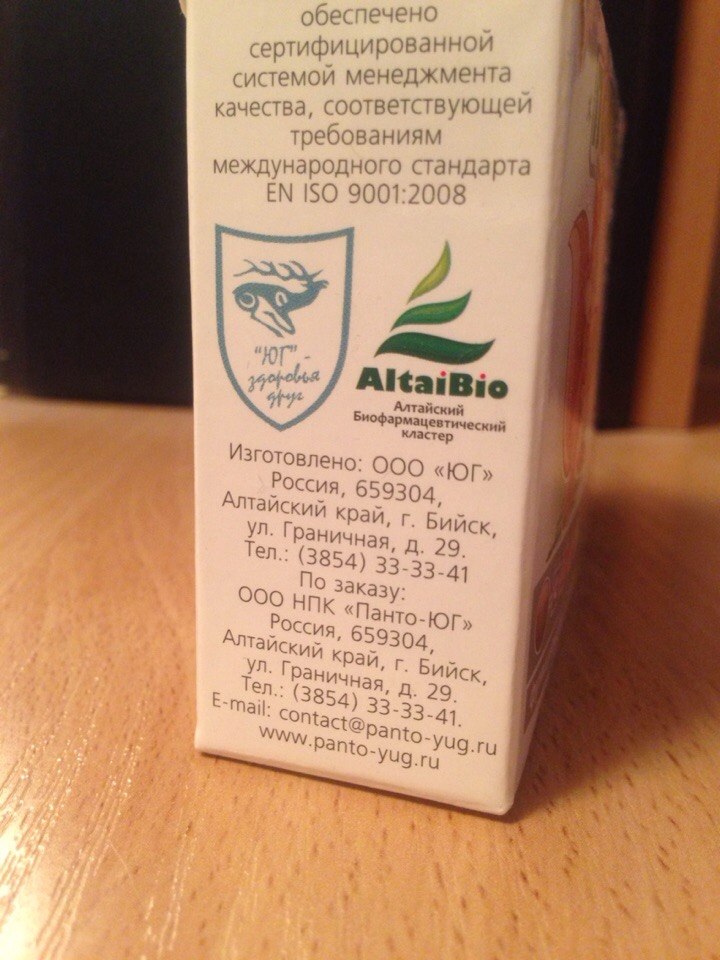 обеспечено
сертифицированной
системой менеджмента
качества, соответствующей
требованиям
международного стандарта
EN ISO 9001:2008
"ЮГ" -
здоровья
друг
AltaiBio
Алтайский
Биофармацевтический
кластер
Изготовлено: ООО «ЮГ»
Россия, 659304,
Алтайский край, г. Бийск,
ул. Граничная, д. 29.
Тел.: (3854) 33-33-41
По заказу:
ООО НПК «Панто-ЮГ»
Россия, 659304,
Алтайский край, г. Бийск,
ул. Граничная, д. 29.
Тел.: (3854) 33-33-41.
E-mail: contact@panto-yug.ru
www.panto-yug.ru